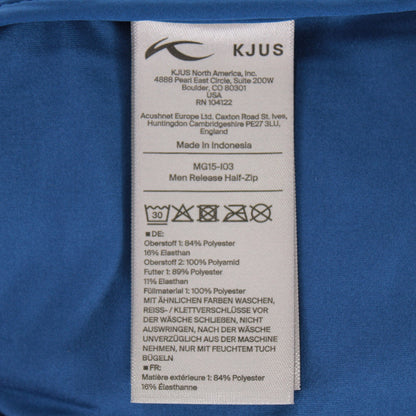 KJUS
KJUS North America, Inc.
4888 Pearl East Circle, Suite 200W
Boulder, CO 80301
USA
RN 104122
Acushnet Europe Ltd. Caxton Road St. Ives,
Huntingdon Cambridgeshire PE27 3LU,
England
Made in Indonesia
MG15-I03
Men Release Half-Zip
30
■ DE:
Oberstoff 1: 84% Polyester
16% Elasthan
Oberstoff 2: 100% Polyamid
Futter 1: 89% Polyester
11% Elasthan
Füllmaterial 1: 100% Polyester
MIT ÄHNLICHEN FARBEN WASCHEN,
REISS- / KLETTVERSCHLÜSSE VOR
DER WÄSCHE SCHLIEßEN, NICHT
AUSWRINGEN, NACH DER WÄSCHE
UNVERZÜGLICH AUS DER MASCHINE
NEHMEN, NUR MIT FEUCHTEM TUCH
BÜGELN
■ FR:
Matière extérieure 1: 84% Polyester
16% Élasthanne